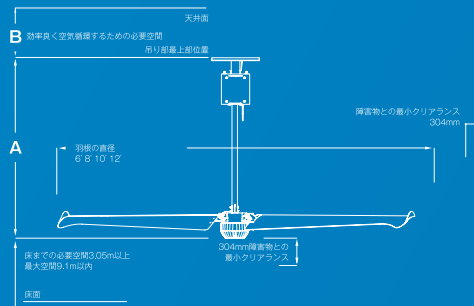 天井面
B
効率良く空気循環するための必要空間
吊り部最上部位置
障害物との最小クリアランス
304mm
A
羽根の直径
6' 8' 10' 12'
304mm障害物との
最小クリアランス
床までの必要空間3,05m以上
最大空間9.1m以内
床面